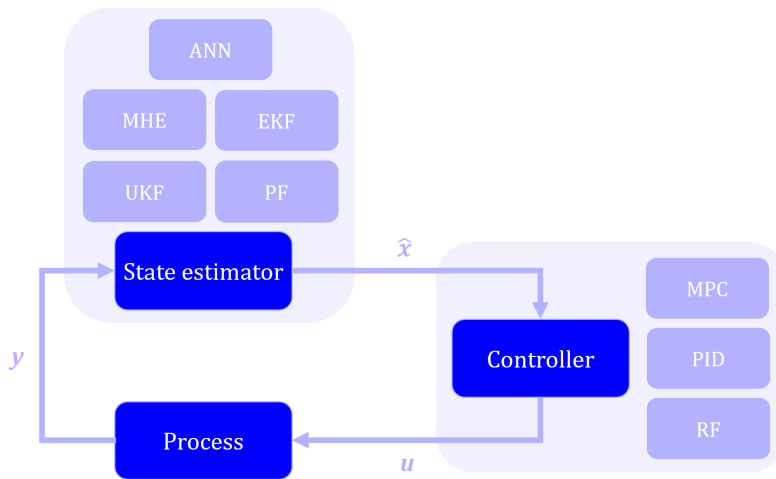 ANN
MHE
EKF
UKF
PF
State estimator
x̂
MPC
Controller
PID
y
RF
Process
u